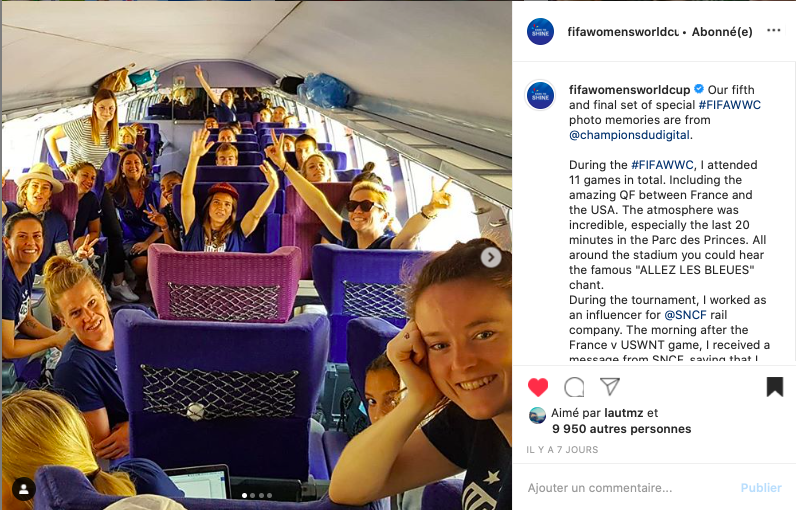 SHINE
fifawomensworldcu • Abonné(e)
SHINE
fifawomensworldcup Our fifth
and final set of special #FIFAWWC
photo memories are from
@championsdudigital.
During the #FIFAWWC, I attended
11 games in total. Including the
amazing QF between France and
the USA. The atmosphere was
incredible, especially the last 20
minutes in the Parc des Princes. All
around the stadium you could hear
the famous "ALLEZ LES BLEUES"
chant.
During the tournament, I worked as
an influencer for @SNCF rail
company. The morning after the
France v USWNT game, I received a
message from SNCF, saying that I
Aimé par lautmz et
9 950 autres personnes
IL Y A 7 JOURS
Ajouter un commentaire...
Publier